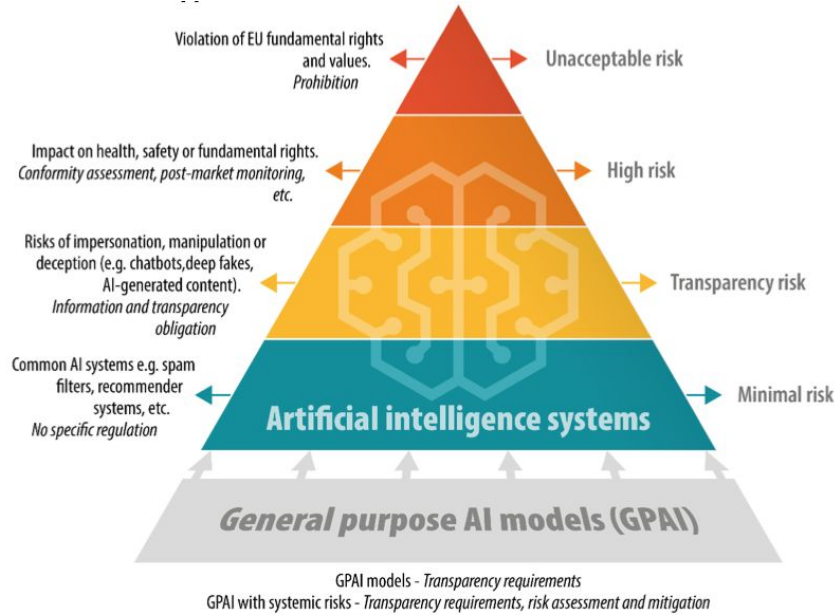 Violation of EU fundamental rights
and values.
Prohibition
Unacceptable risk
Impact on health, safety or fundamental rights.
Conformity assessment, post-market monitoring,
etc.
High risk
Risks of impersonation, manipulation or
deception (e.g. chatbots,deep fakes,
AI-generated content).
Information and transparency
obligation
Transparency risk
Common AI systems e.g. spam
filters, recommender
systems, etc.
No specific regulation
Minimal risk
Artificial intelligence systems
General purpose AI models (GPAI)
GPAI models - Transparency requirements
GPAI with systemic risks - Transparency requirements, risk assessment and mitigation